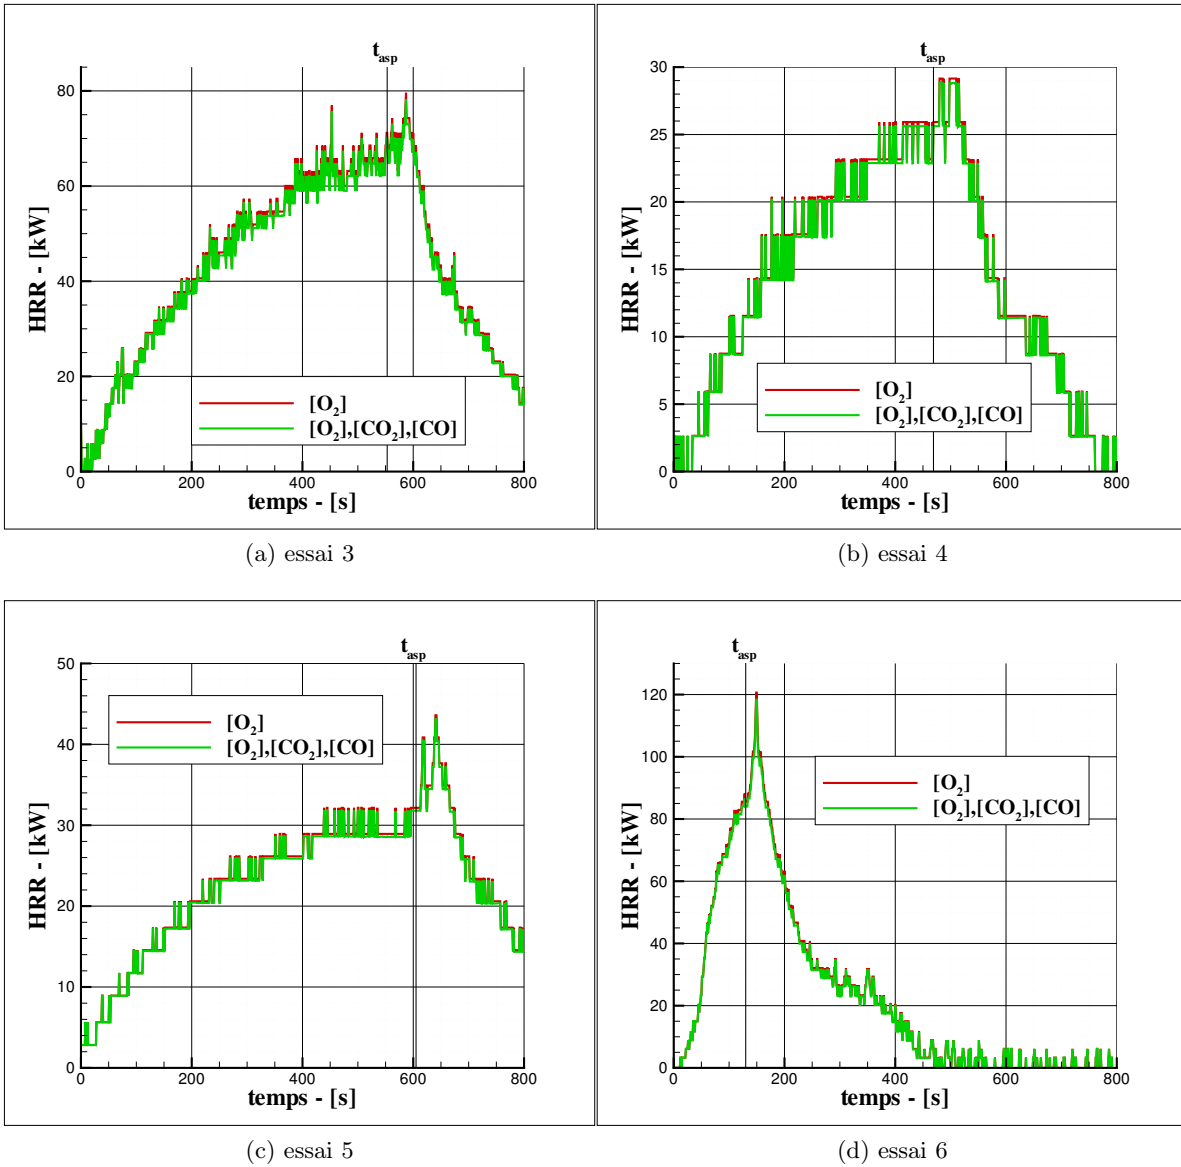 t_asp
HRR - [kW]
80
60
40
20
0
[O₂]
[O₂],[CO₂],[CO]
0 200 400 600 800
temps - [s]
(a) essai 3
t_asp
HRR - [kW]
30
25
20
15
10
5
0
[O₂]
[O₂],[CO₂],[CO]
0 200 400 600 800
temps - [s]
(b) essai 4
t_asp
HRR - [kW]
50
40
30
20
10
0
[O₂]
[O₂],[CO₂],[CO]
0 200 400 600 800
temps - [s]
(c) essai 5
t_asp
HRR - [kW]
120
100
80
60
40
20
0
[O₂]
[O₂],[CO₂],[CO]
0 200 400 600 800
temps - [s]
(d) essai 6